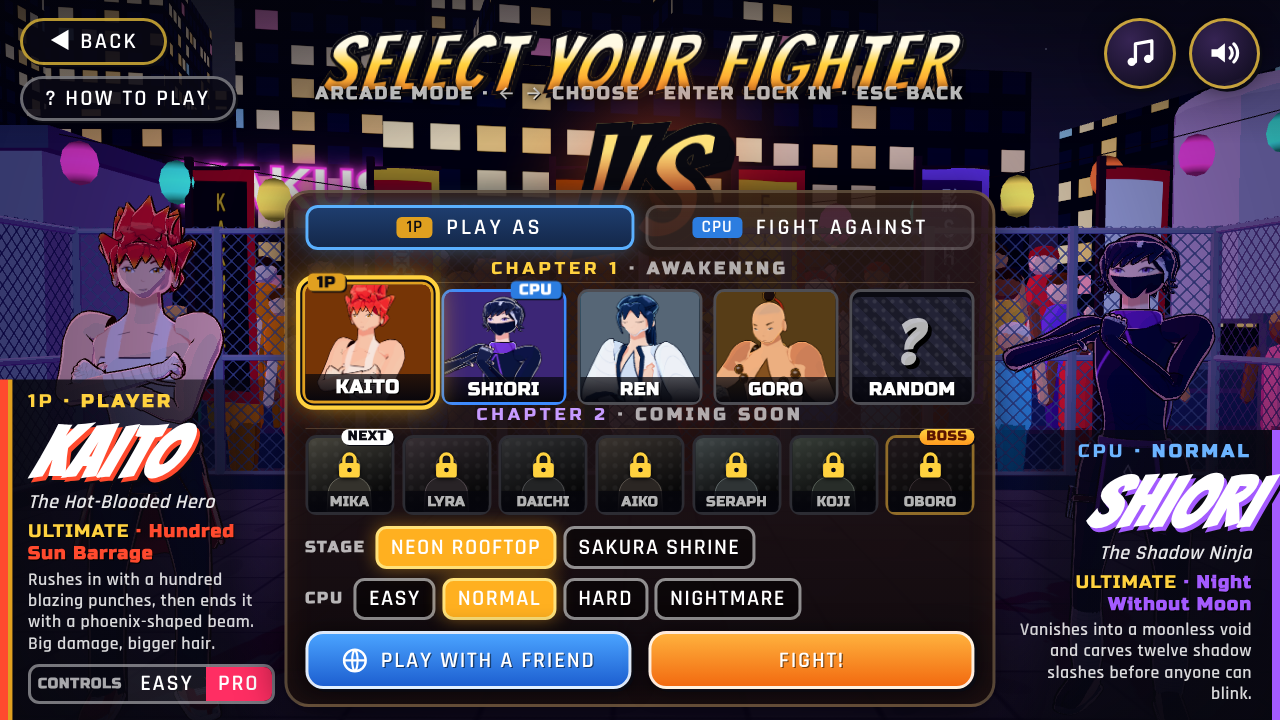 BACK
? HOW TO PLAY
SELECT YOUR FIGHTER
ARCADE MODE · ← → CHOOSE · ENTER LOCK IN · ESC BACK
VS
1P PLAY AS
CPU FIGHT AGAINST
CHAPTER 1 · AWAKENING
1P
CPU
KAITO
SHIORI
REN
GORO
?
RANDOM
CHAPTER 2 · COMING SOON
NEXT
BOSS
MIKA
LYRA
DAICHI
AIKO
SERAPH
KOJI
OBORO
STAGE NEON ROOFTOP SAKURA SHRINE
CPU EASY NORMAL HARD NIGHTMARE
PLAY WITH A FRIEND
FIGHT!
1P · PLAYER
KAITO
The Hot-Blooded Hero
ULTIMATE · Hundred
Sun Barrage
Rushes in with a hundred
blazing punches, then ends it
with a phoenix-shaped beam.
Big damage, bigger hair.
CONTROLS EASY PRO
CPU · NORMAL
SHIORI
The Shadow Ninja
ULTIMATE · Night
Without Moon
Vanishes into a moonless void
and carves twelve shadow
slashes before anyone can
blink.